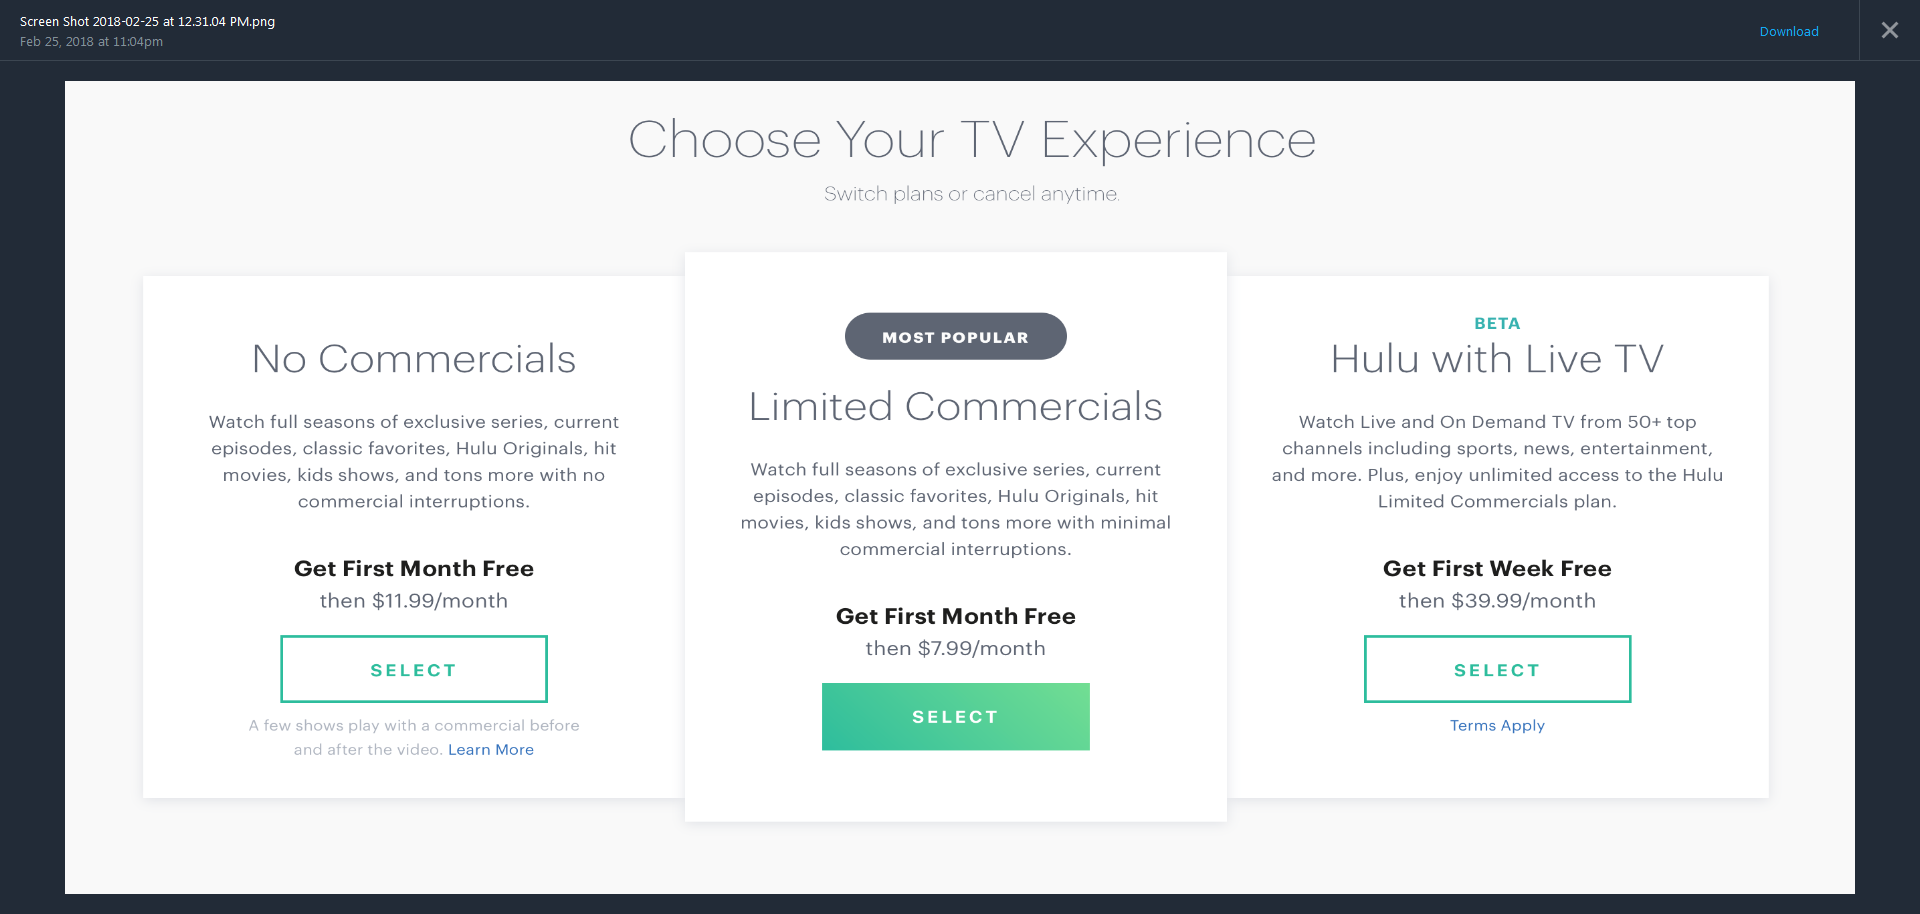 Screen Shot 2018-02-25 at 12.31.04 PM.png
Feb 25, 2018 at 11:04pm
Download
Choose Your TV Experience
Switch plans or cancel anytime.
No Commercials
Watch full seasons of exclusive series, current
episodes, classic favorites, Hulu Originals, hit
movies, kids shows, and tons more with no
commercial interruptions.
Get First Month Free
then $11.99/month
SELECT
A few shows play with a commercial before
and after the video. Learn More
MOST POPULAR
Limited Commercials
Watch full seasons of exclusive series, current
episodes, classic favorites, Hulu Originals, hit
movies, kids shows, and tons more with minimal
commercial interruptions.
Get First Month Free
then $7.99/month
SELECT
BETA
Hulu with Live TV
Watch Live and On Demand TV from 50+ top
channels including sports, news, entertainment,
and more. Plus, enjoy unlimited access to the Hulu
Limited Commercials plan.
Get First Week Free
then $39.99/month
SELECT
Terms Apply